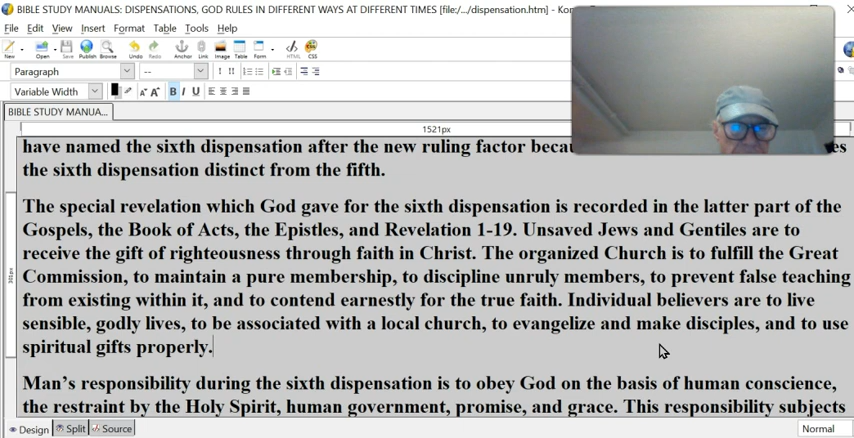 BIBLE STUDY MANUALS: DISPENSATIONS, GOD RULES IN DIFFERENT WAYS AT DIFFERENT TIMES [file:/.../dispensation.htm] - Kom
File Edit View Insert Format Table Tools Help
New Open Save Publish Browse Undo Redo Anchor Link Image Table Form HTML CSS
Paragraph --
Variable Width B I U
BIBLE STUDY MANUA...
1521px
have named the sixth dispensation after the new ruling factor becau es
the sixth dispensation distinct from the fifth.
The special revelation which God gave for the sixth dispensation is recorded in the latter part of the
Gospels, the Book of Acts, the Epistles, and Revelation 1-19. Unsaved Jews and Gentiles are to
receive the gift of righteousness through faith in Christ. The organized Church is to fulfill the Great
Commission, to maintain a pure membership, to discipline unruly members, to prevent false teaching
from existing within it, and to contend earnestly for the true faith. Individual believers are to live
sensible, godly lives, to be associated with a local church, to evangelize and make disciples, and to use
spiritual gifts properly.
Man’s responsibility during the sixth dispensation is to obey God on the basis of human conscience,
the restraint by the Holy Spirit, human government, promise, and grace. This responsibility subjects
Design Split Source Normal